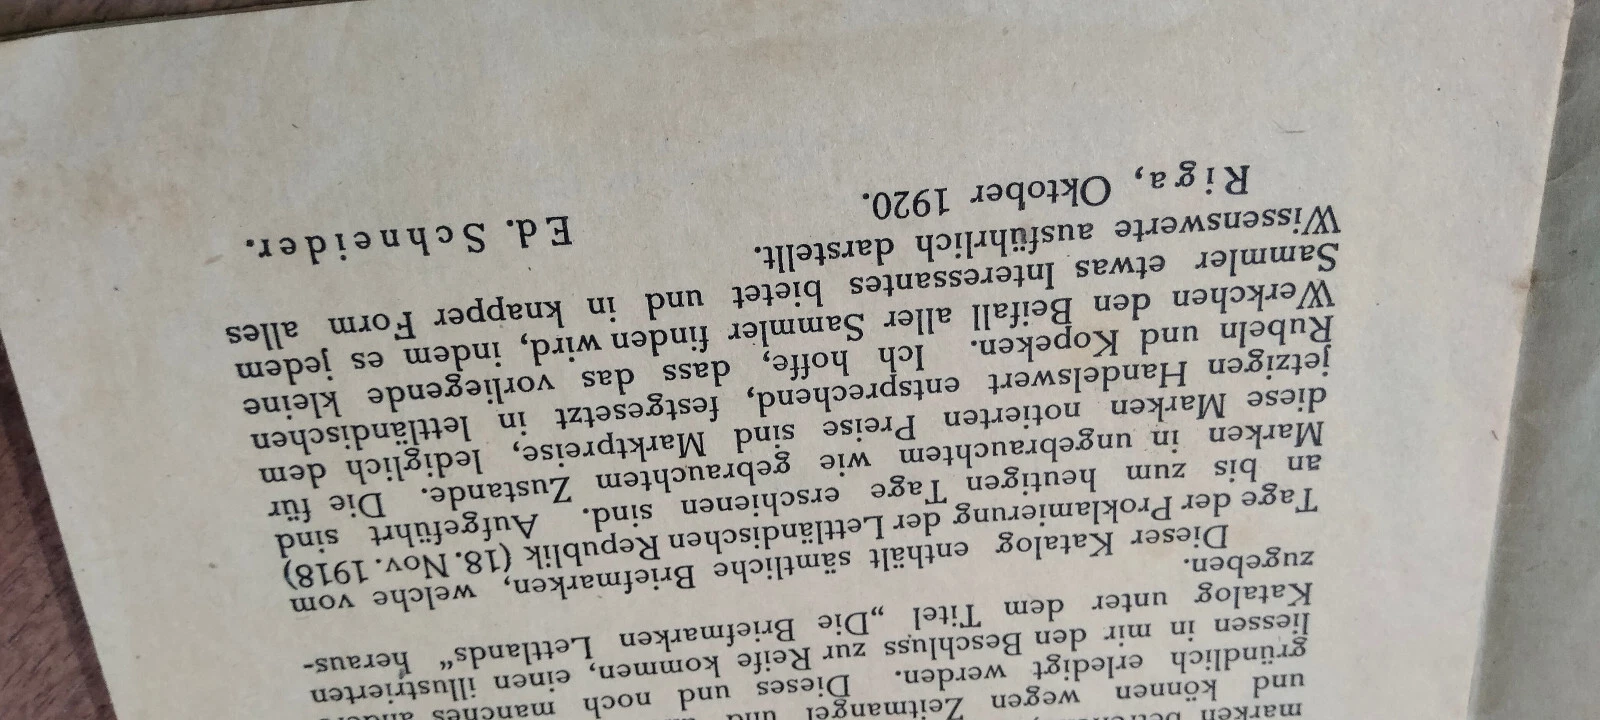 marken
und können wegen Zeitmangel und
gründlich erledigt werden. Dieses und noch manches
liessen in mir den Beschluss zur Reife kommen, einen illustrierten
Katalog unter dem Titel „Die Briefmarken Lettlands“ heraus-
zugeben.
Dieser Katalog enthält sämtliche Briefmarken, welche vom
Tage der Proklamierung der Lettländischen Republik (18. Nov. 1918)
an bis zum heutigen Tage erschienen sind. Aufgeführt sind
Marken in ungebrauchtem wie gebrauchtem Zustande. Die für
diese Marken notierten Preise sind Marktpreise, lediglich dem
jetzigen Handelswert entsprechend, festgesetzt in lettländischen
Rubeln und Kopeken. Ich hoffe, dass das vorliegende kleine
Werkchen den Beifall aller Sammler finden wird, indem es jedem
Sammler etwas Interessantes bietet und in knapper Form alles
Wissenswerte ausführlich darstellt.
Riga, Oktober 1920.
Ed. Schneider.